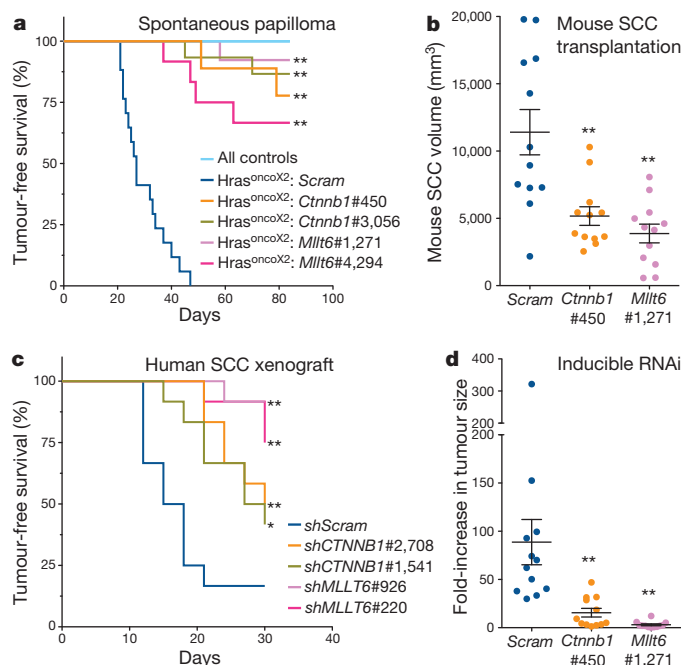 a
Spontaneous papilloma
Tumour-free survival (%)
100
75
50
25
0
0 20 40 60 80 100
Days
**
**
**
**
All controls
Hras^oncoX2: Scram
Hras^oncoX2: Ctnnb1#450
Hras^oncoX2: Ctnnb1#3,056
Hras^oncoX2: Mllt6#1,271
Hras^oncoX2: Mllt6#4,294
b
Mouse SCC
transplantation
Mouse SCC volume (mm³)
20,000
15,000
10,000
5,000
0
**
**
Scram Ctnnb1 Mllt6
#450 #1,271
c
Human SCC xenograft
Tumour-free survival (%)
100
75
50
25
0
0 10 20 30 40
Days
**
**
**
*
shScram
shCTNNB1#2,708
shCTNNB1#1,541
shMLLT6#926
shMLLT6#220
d
Inducible RNAi
Fold-increase in tumour size
400
300
200
150
100
50
0
**
**
Scram Ctnnb1 Mllt6
#450 #1,271